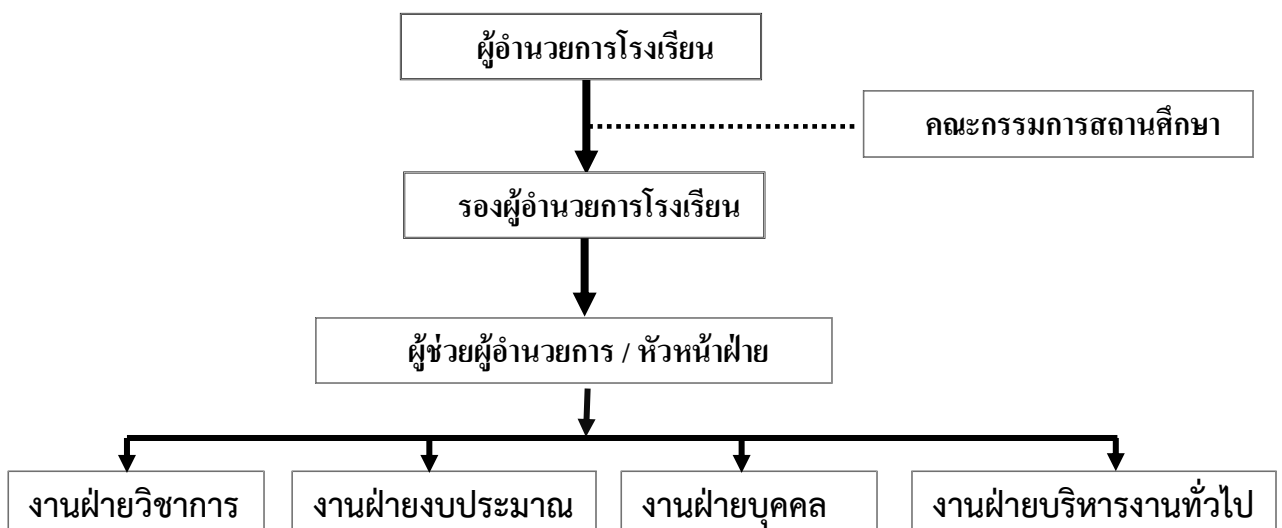 ผู้อำนวยการโรงเรียน
คณะกรรมการสถานศึกษา
รองผู้อำนวยการโรงเรียน
ผู้ช่วยผู้อำนวยการ / หัวหน้าฝ่าย
งานฝ่ายวิชาการ
งานฝ่ายงบประมาณ
งานฝ่ายบุคคล
งานฝ่ายบริหารงานทั่วไป